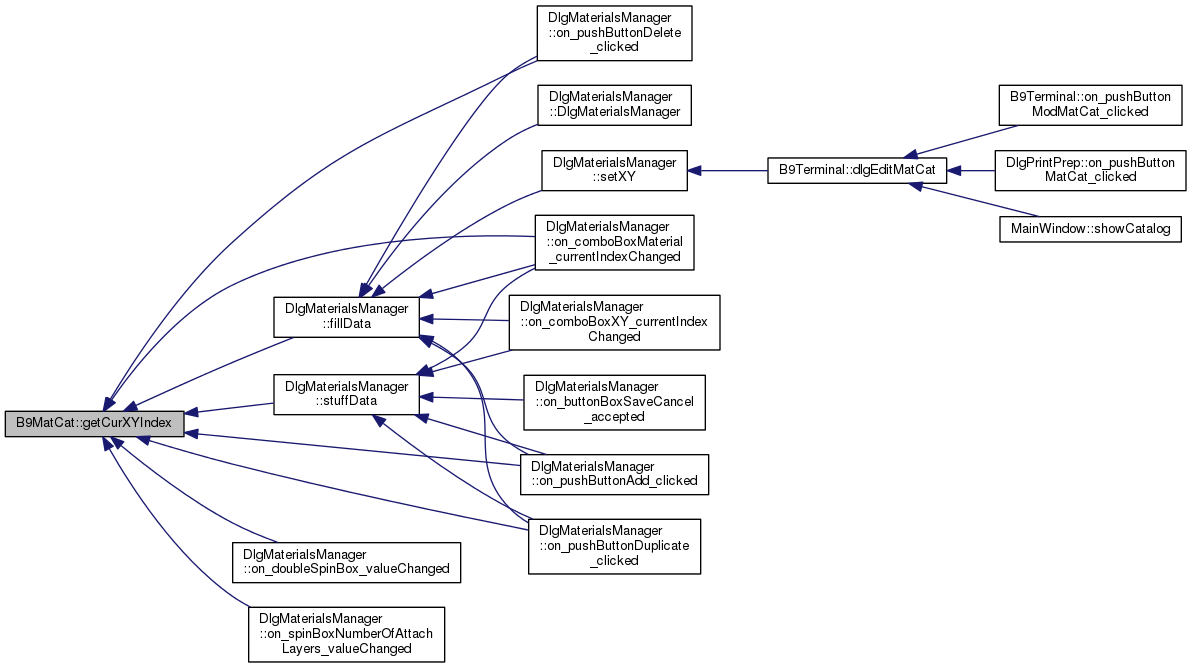 DlgMaterialsManager
::on_pushButtonDelete
_clicked
DlgMaterialsManager
::DlgMaterialsManager
B9Terminal::on_pushButton
ModMatCat_clicked
DlgMaterialsManager
::setXY
B9Terminal::dlgEditMatCat
DlgPrintPrep::on_pushButton
MatCat_clicked
MainWindow::showCatalog
DlgMaterialsManager
::on_comboBoxMaterial
_currentIndexChanged
DlgMaterialsManager
::fillData
DlgMaterialsManager
::on_comboBoxXY_currentIndex
Changed
DlgMaterialsManager
::stuffData
DlgMaterialsManager
::on_buttonBoxSaveCancel
_accepted
B9MatCat::getCurXYIndex
DlgMaterialsManager
::on_pushButtonAdd_clicked
DlgMaterialsManager
::on_pushButtonDuplicate
_clicked
DlgMaterialsManager
::on_doubleSpinBox_valueChanged
DlgMaterialsManager
::on_spinBoxNumberOfAttach
Layers_valueChanged